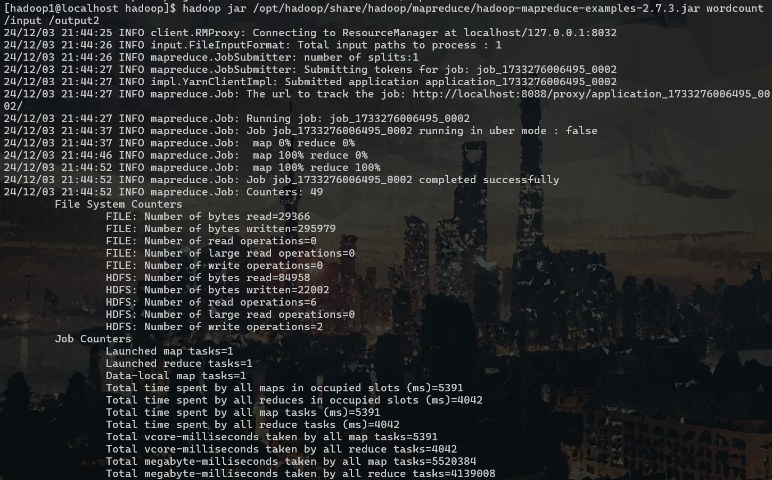 [hadoop1@localhost hadoop]$ hadoop jar /opt/hadoop/share/hadoop/mapreduce/hadoop-mapreduce-examples-2.7.3.jar wordcount
/input /output2
24/12/03 21:44:25 INFO client.RMProxy: Connecting to ResourceManager at localhost/127.0.0.1:8032
24/12/03 21:44:26 INFO input.FileInputFormat: Total input paths to process : 1
24/12/03 21:44:26 INFO mapreduce.JobSubmitter: number of splits:1
24/12/03 21:44:27 INFO mapreduce.JobSubmitter: Submitting tokens for job: job_1733276006495_0002
24/12/03 21:44:27 INFO impl.YarnClientImpl: Submitted application application_1733276006495_0002
24/12/03 21:44:27 INFO mapreduce.Job: The url to track the job: http://localhost:8088/proxy/application_1733276006495_00
02/
24/12/03 21:44:27 INFO mapreduce.Job: Running job: job_1733276006495_0002
24/12/03 21:44:37 INFO mapreduce.Job: Job job_1733276006495_0002 running in uber mode : false
24/12/03 21:44:37 INFO mapreduce.Job:  map 0% reduce 0%
24/12/03 21:44:46 INFO mapreduce.Job:  map 100% reduce 0%
24/12/03 21:44:52 INFO mapreduce.Job:  map 100% reduce 100%
24/12/03 21:44:52 INFO mapreduce.Job: Job job_1733276006495_0002 completed successfully
24/12/03 21:44:52 INFO mapreduce.Job: Counters: 49
File System Counters
FILE: Number of bytes read=29366
FILE: Number of bytes written=295979
FILE: Number of read operations=0
FILE: Number of large read operations=0
FILE: Number of write operations=0
HDFS: Number of bytes read=84958
HDFS: Number of bytes written=22002
HDFS: Number of read operations=6
HDFS: Number of large read operations=0
HDFS: Number of write operations=2
Job Counters
Launched map tasks=1
Launched reduce tasks=1
Data-local map tasks=1
Total time spent by all maps in occupied slots (ms)=5391
Total time spent by all reduces in occupied slots (ms)=4042
Total time spent by all map tasks (ms)=5391
Total time spent by all reduce tasks (ms)=4042
Total vcore-milliseconds taken by all map tasks=5391
Total vcore-milliseconds taken by all reduce tasks=4042
Total megabyte-milliseconds taken by all map tasks=5520384
Total megabyte-milliseconds taken by all reduce tasks=4139008